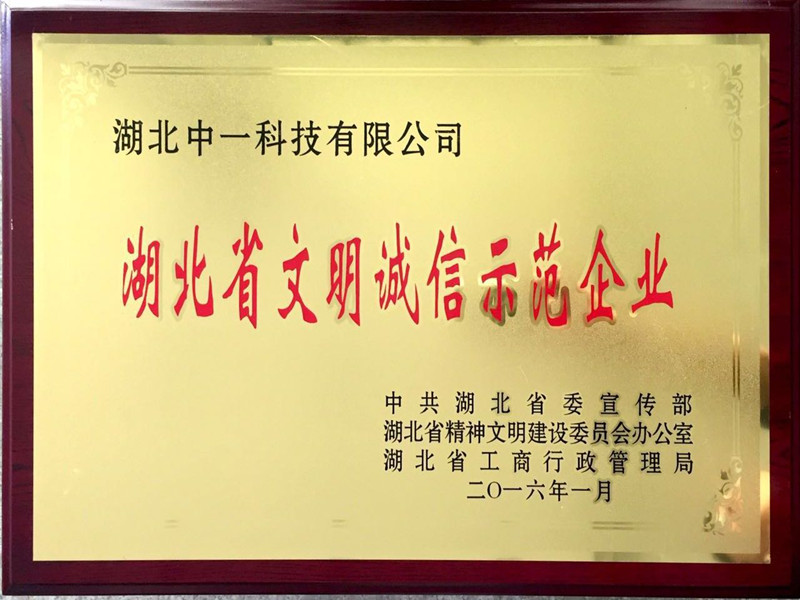 湖北中一科技有限公司
湖北省文明诚信示范企业
中共湖北省委宣传部
湖北省精神文明建设委员会办公室
湖北省工商行政管理局
二〇一六年一月